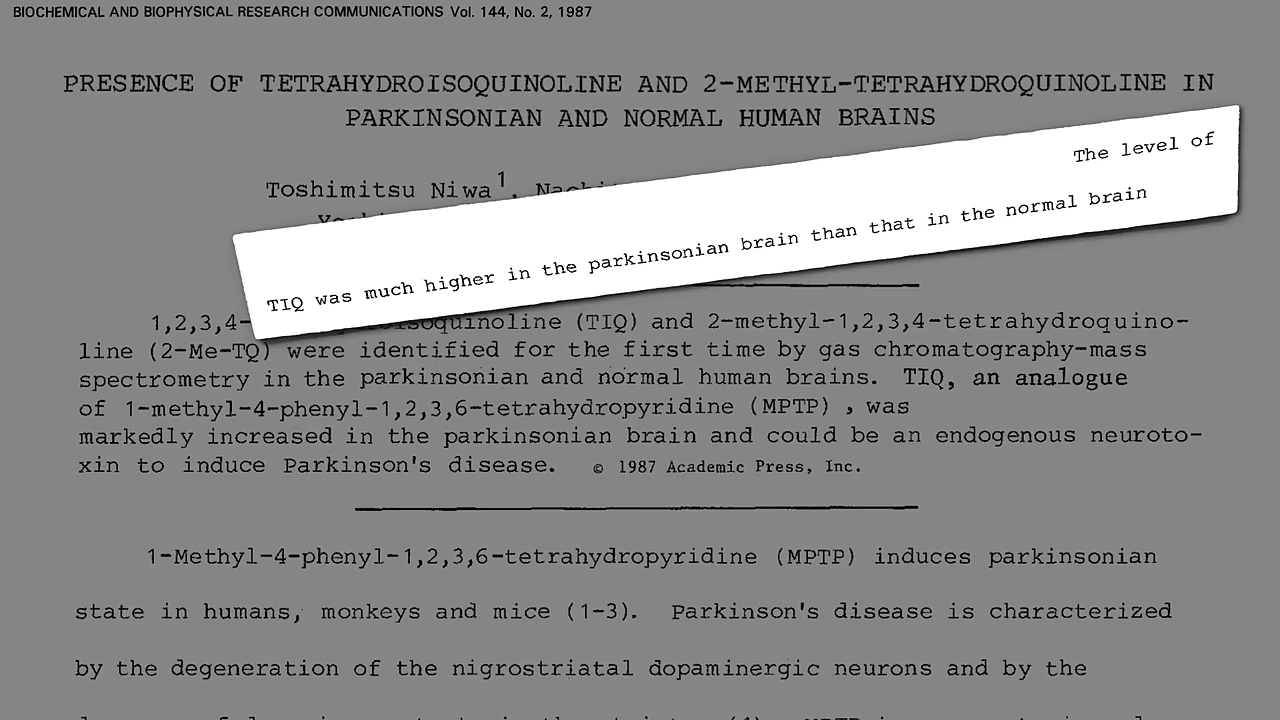 BIOCHEMICAL AND BIOPHYSICAL RESEARCH COMMUNICATIONS Vol. 144, No. 2, 1987
PRESENCE OF TETRAHYDROISOQUINOLINE AND 2-METHYL-TETRAHYDROQUINOLINE IN
PARKINSONIAN AND NORMAL HUMAN BRAINS
Toshimitsu Niwa1,
The level of
TIQ was much higher in the parkinsonian brain than that in the normal brain
1,2,3,4- (TIQ) and 2-methyl-1,2,3,4-tetrahydroquino-
line (2-Me-TQ) were identified for the first time by gas chromatography-mass
spectrometry in the parkinsonian and normal human brains. TIQ, an analogue
of 1-methyl-4-phenyl-1,2,3,6-tetrahydropyridine (MPTP) , was
markedly increased in the parkinsonian brain and could be an endogenous neuroto-
xin to induce Parkinson's disease. © 1987 Academic Press, Inc.
1-Methyl-4-phenyl-1,2,3,6-tetrahydropyridine (MPTP) induces parkinsonian
state in humans, monkeys and mice (1-3). Parkinson's disease is characterized
by the degeneration of the nigrostriatal dopaminergic neurons and by the